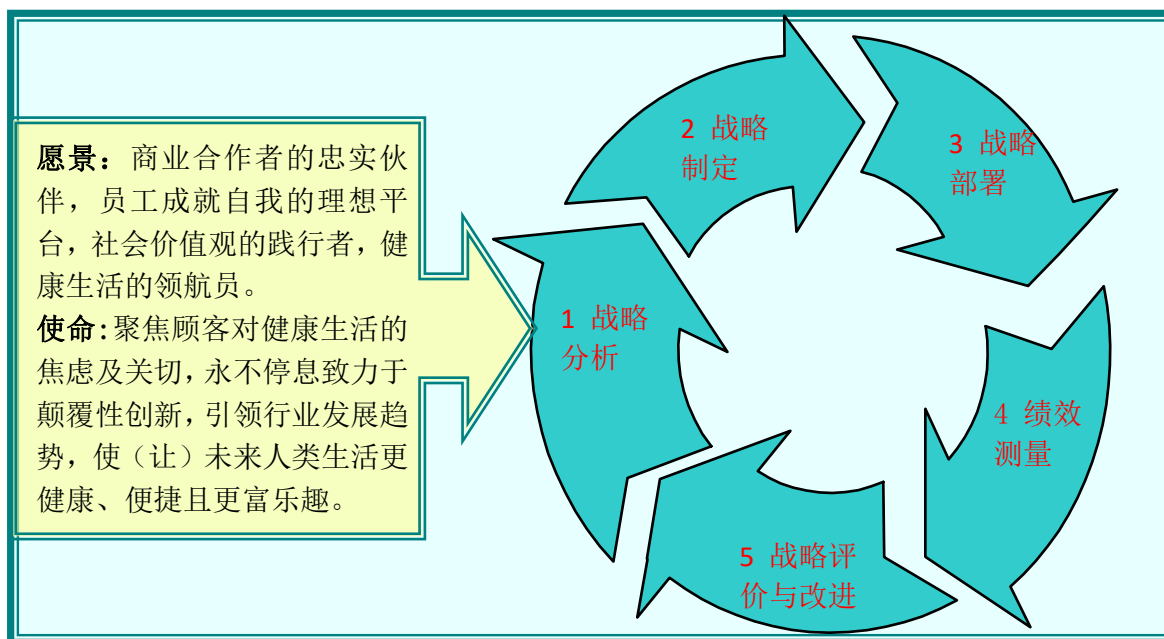 愿景：商业合作者的忠实伙
伴，员工成就自我的理想平
台，社会价值观的践行者，健
康生活的领航员。
使命:聚焦顾客对健康生活的
焦虑及关切，永不停息致力于
颠覆性创新，引领行业发展趋
势，使（让）未来人类生活更
健康、便捷且更富乐趣。
1 战略
分析
2 战略
制定
3 战略
部署
4 绩效
测量
5 战略评
价与改进